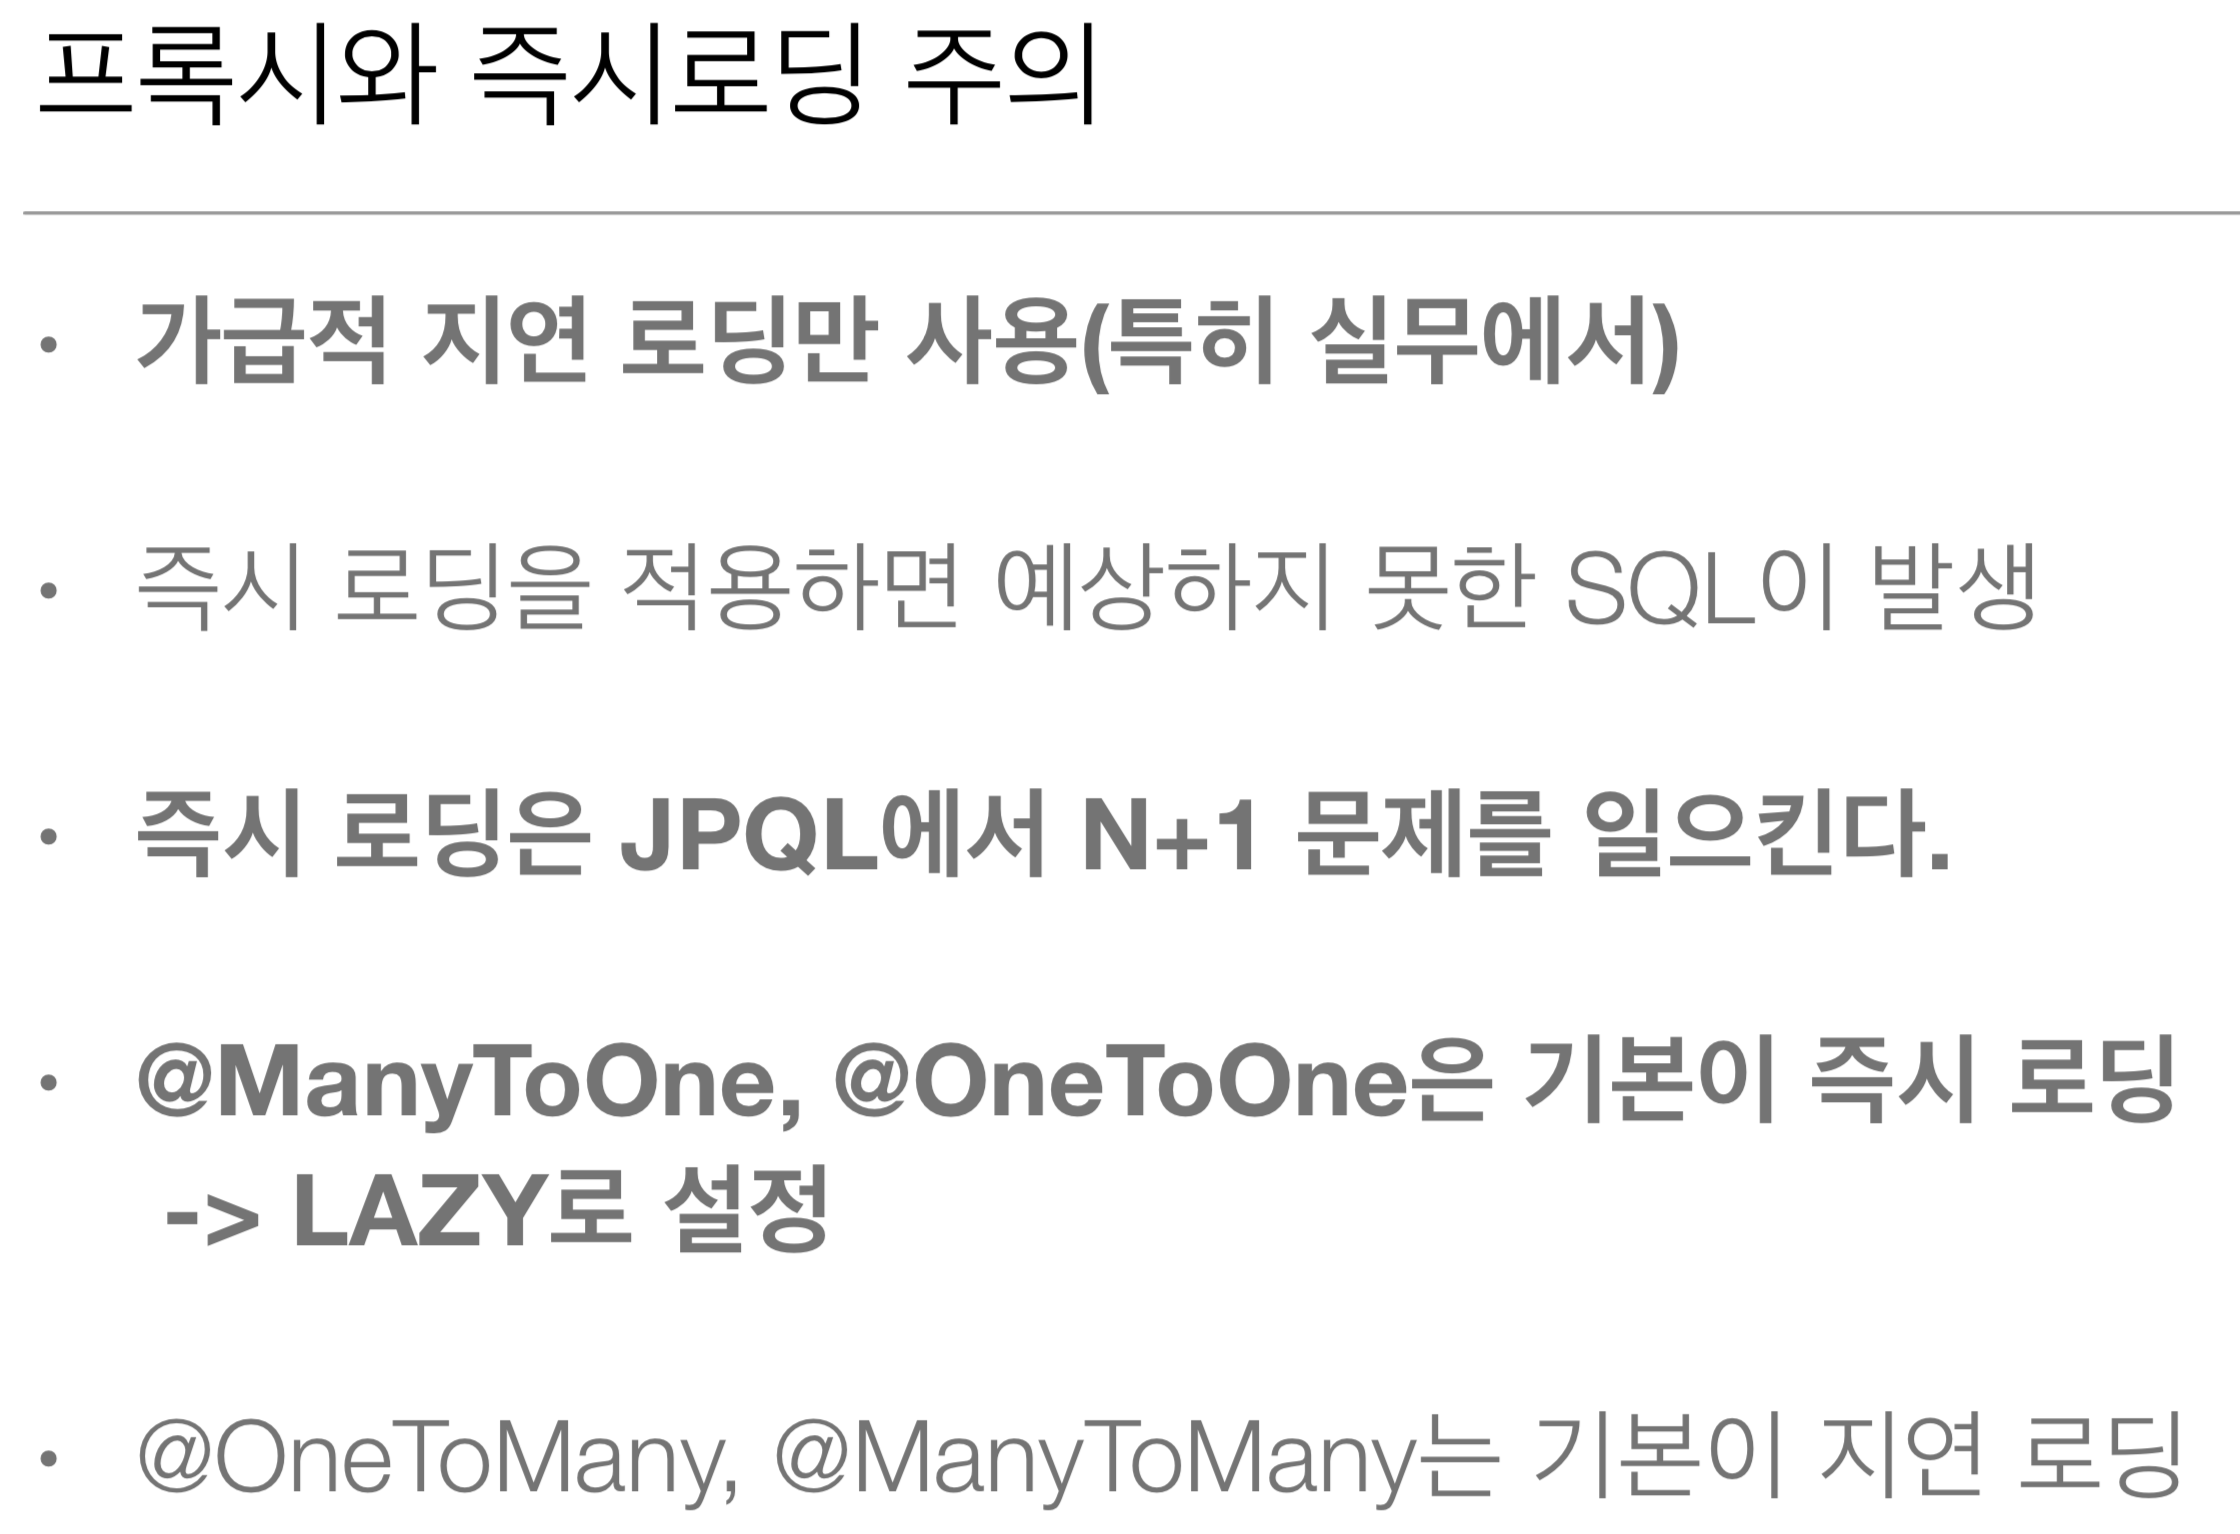 프록시와 즉시로딩 주의
• 가급적 지연 로딩만 사용(특히 실무에서)
• 즉시 로딩을 적용하면 예상하지 못한 SQL이 발생
• 즉시 로딩은 JPQL에서 N+1 문제를 일으킨다.
• @ManyToOne, @OneToOne은 기본이 즉시 로딩
-> LAZY로 설정
• @OneToMany, @ManyToMany는 기본이 지연 로딩